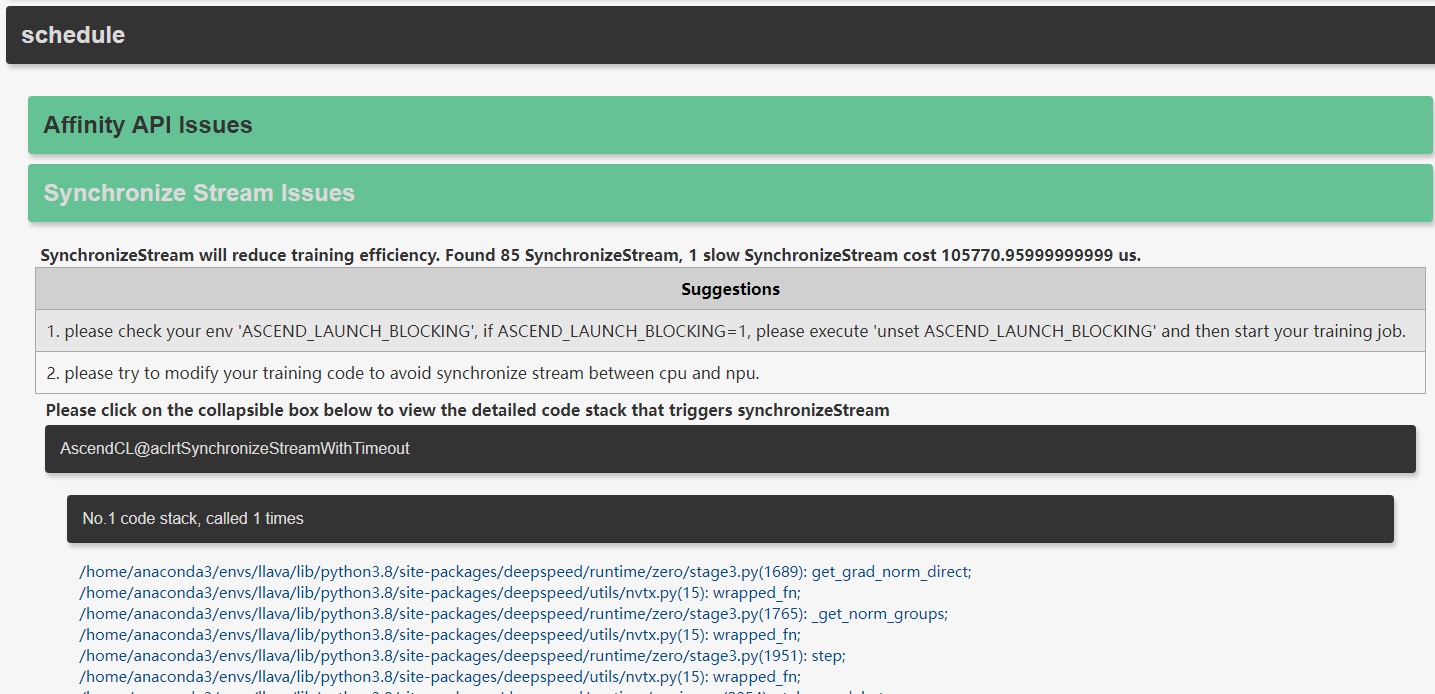 schedule
Affinity API Issues
Synchronize Stream Issues
SynchronizeStream will reduce training efficiency. Found 85 SynchronizeStream, 1 slow SynchronizeStream cost 105770.95999999999 us.
Suggestions
1. please check your env 'ASCEND_LAUNCH_BLOCKING', if ASCEND_LAUNCH_BLOCKING=1, please execute 'unset ASCEND_LAUNCH_BLOCKING' and then start your training job.
2. please try to modify your training code to avoid synchronize stream between cpu and npu.
Please click on the collapsible box below to view the detailed code stack that triggers synchronizeStream
AscendCL@aclrtSynchronizeStreamWithTimeout
No.1 code stack, called 1 times
/home/anaconda3/envs/llava/lib/python3.8/site-packages/deepspeed/runtime/zero/stage3.py(1689): get_grad_norm_direct;
/home/anaconda3/envs/llava/lib/python3.8/site-packages/deepspeed/utils/nvtx.py(15): wrapped_fn;
/home/anaconda3/envs/llava/lib/python3.8/site-packages/deepspeed/runtime/zero/stage3.py(1765): _get_norm_groups;
/home/anaconda3/envs/llava/lib/python3.8/site-packages/deepspeed/utils/nvtx.py(15): wrapped_fn;
/home/anaconda3/envs/llava/lib/python3.8/site-packages/deepspeed/runtime/zero/stage3.py(1951): step;
/home/anaconda3/envs/llava/lib/python3.8/site-packages/deepspeed/utils/nvtx.py(15): wrapped_fn;